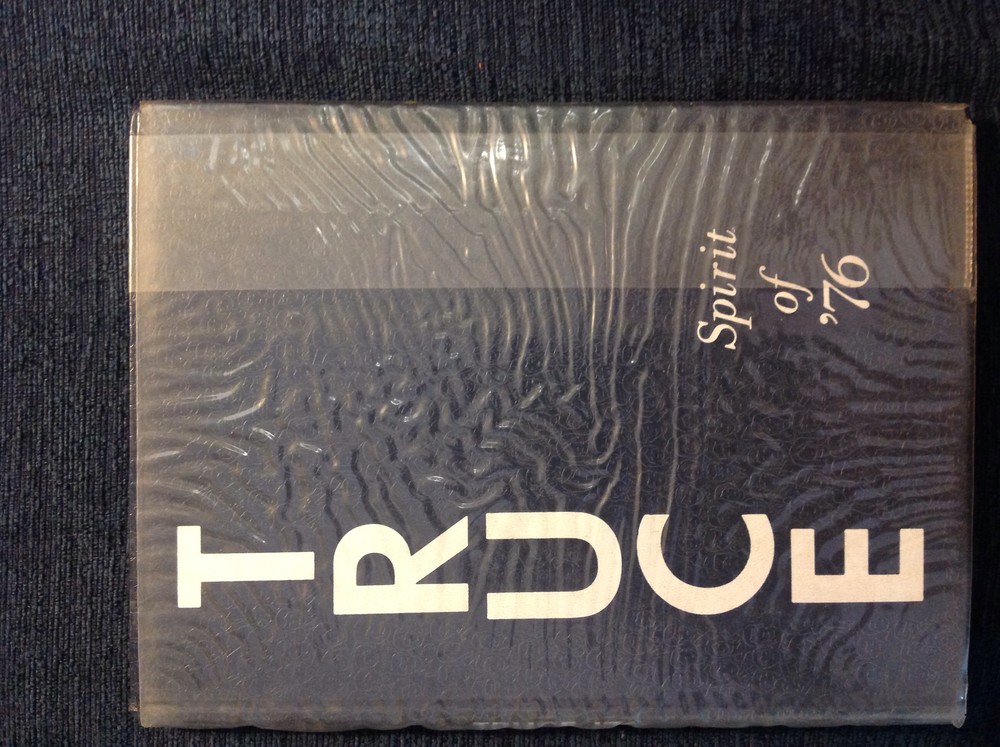 TRUCE
Spirit
of
'76